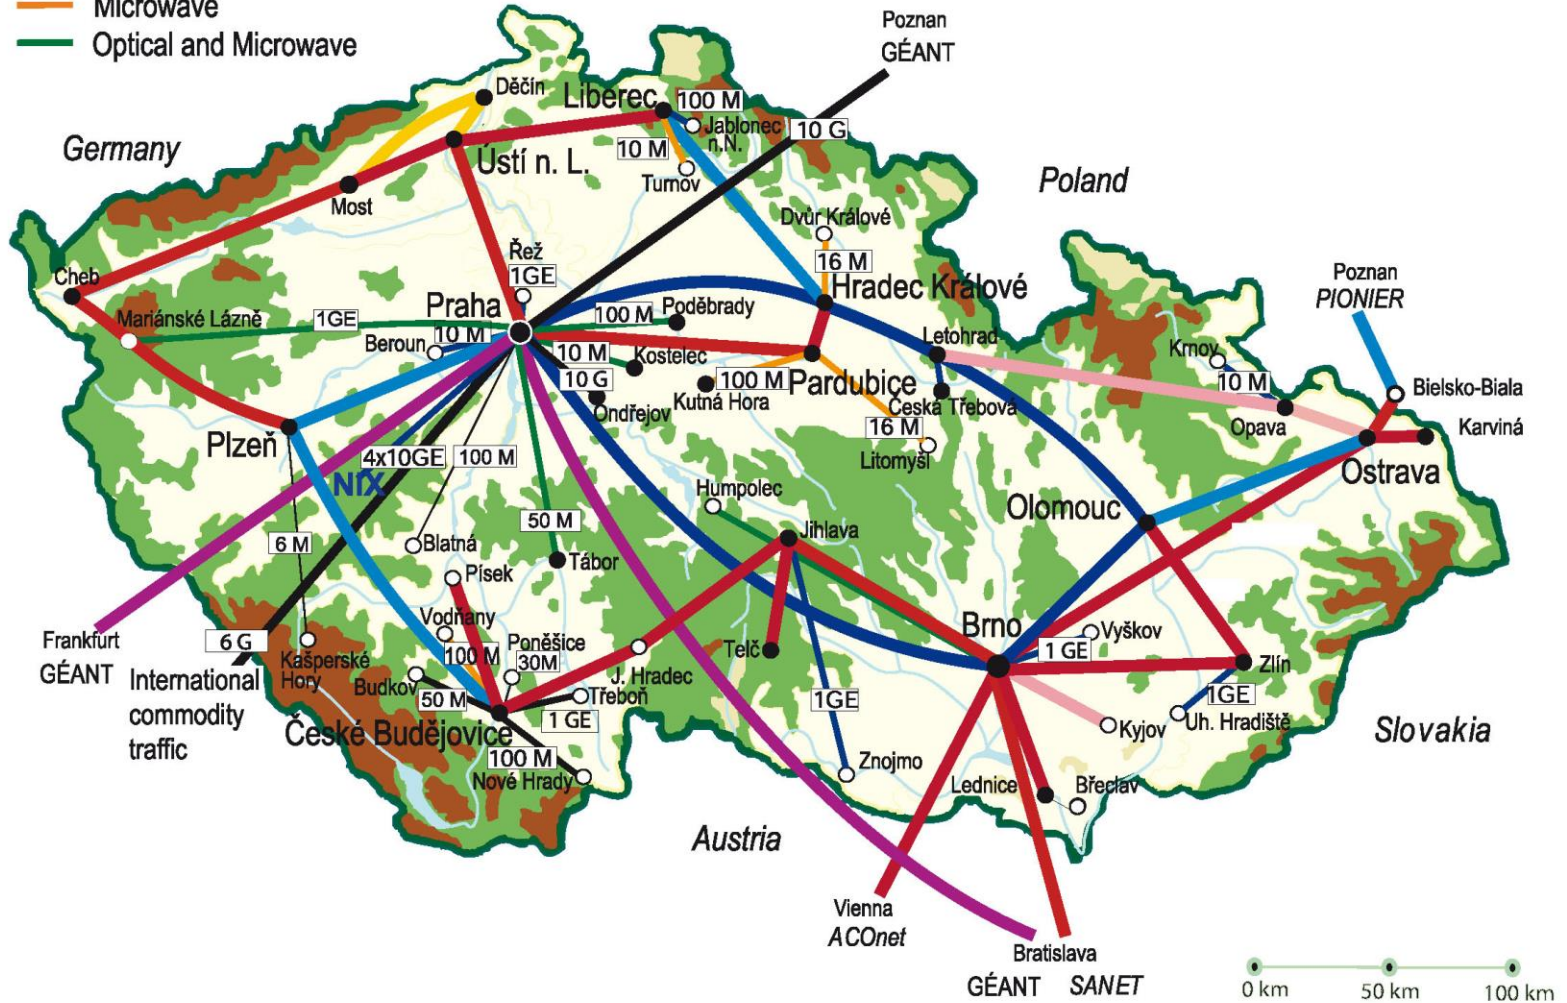 Microwave
Optical and Microwave
Poznan
GÉANT
Děčín
Liberec
100 M
Jablonec
n.N.
10 G
Germany
Ústí n. L.
10 M
Turnov
Poland
Most
Dvůr Králové
16 M
Řež
1GE
Cheb
Praha
Hradec Králové
Poznan
PIONIER
Mariánské Lázně
1GE
100 M
Poděbrady
Beroun
10 M
Letohrad
Krnov
10 M
Kostelec
10 M
Bielsko-Biala
10 G
100 M
Pardubice
Kutná Hora
Ondřejov
Česká Třebová
Opava
Karviná
16 M
Litomyšl
Plzeň
4x10GE
100 M
NIX
Ostrava
Humpolec
Olomouc
50 M
6 M
Blatná
Jihlava
Tábor
Písek
Vodňany
Poněšice
30M
Brno
Vyškov
1 GE
Frankfurt
GÉANT
6 G
Kašperské
Hory
100 M
Telč
J. Hradec
Zlín
International
commodity
traffic
Budkov
50 M
Třeboň
1 GE
1GE
1GE
Uh. Hradiště
Kyjov
České Budějovice
100 M
Nové Hrady
Znojmo
Lednice
Břeclav
Slovakia
Austria
Vienna
ACOnet
Bratislava
GÉANT
SANET
0 km
50 km
100 km